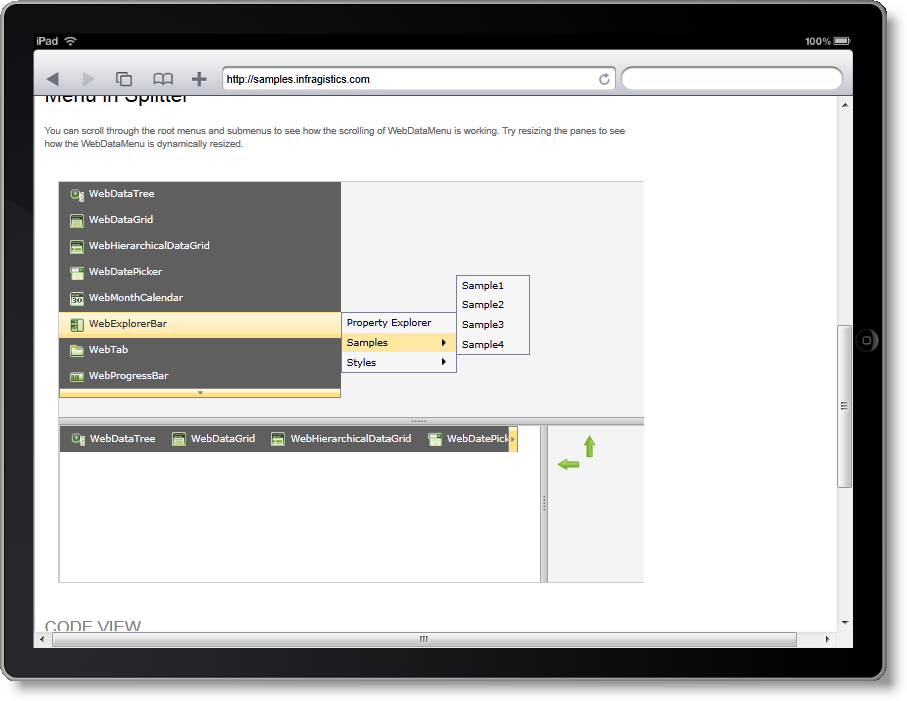 iPad 100%
http://samples.infragistics.com
Menu in Splitter
You can scroll through the root menus and submenus to see how the scrolling of WebDataMenu is working. Try resizing the panes to see
how the WebDataMenu is dynamically resized.
WebDataTree
WebDataGrid
WebHierarchicalDataGrid
WebDatePicker
WebMonthCalendar
WebExplorerBar
WebTab
WebProgressBar
Property Explorer
Samples
Styles
Sample1
Sample2
Sample3
Sample4
WebDataTree WebDataGrid WebHierarchicalDataGrid WebDatePick
CODE VIEW